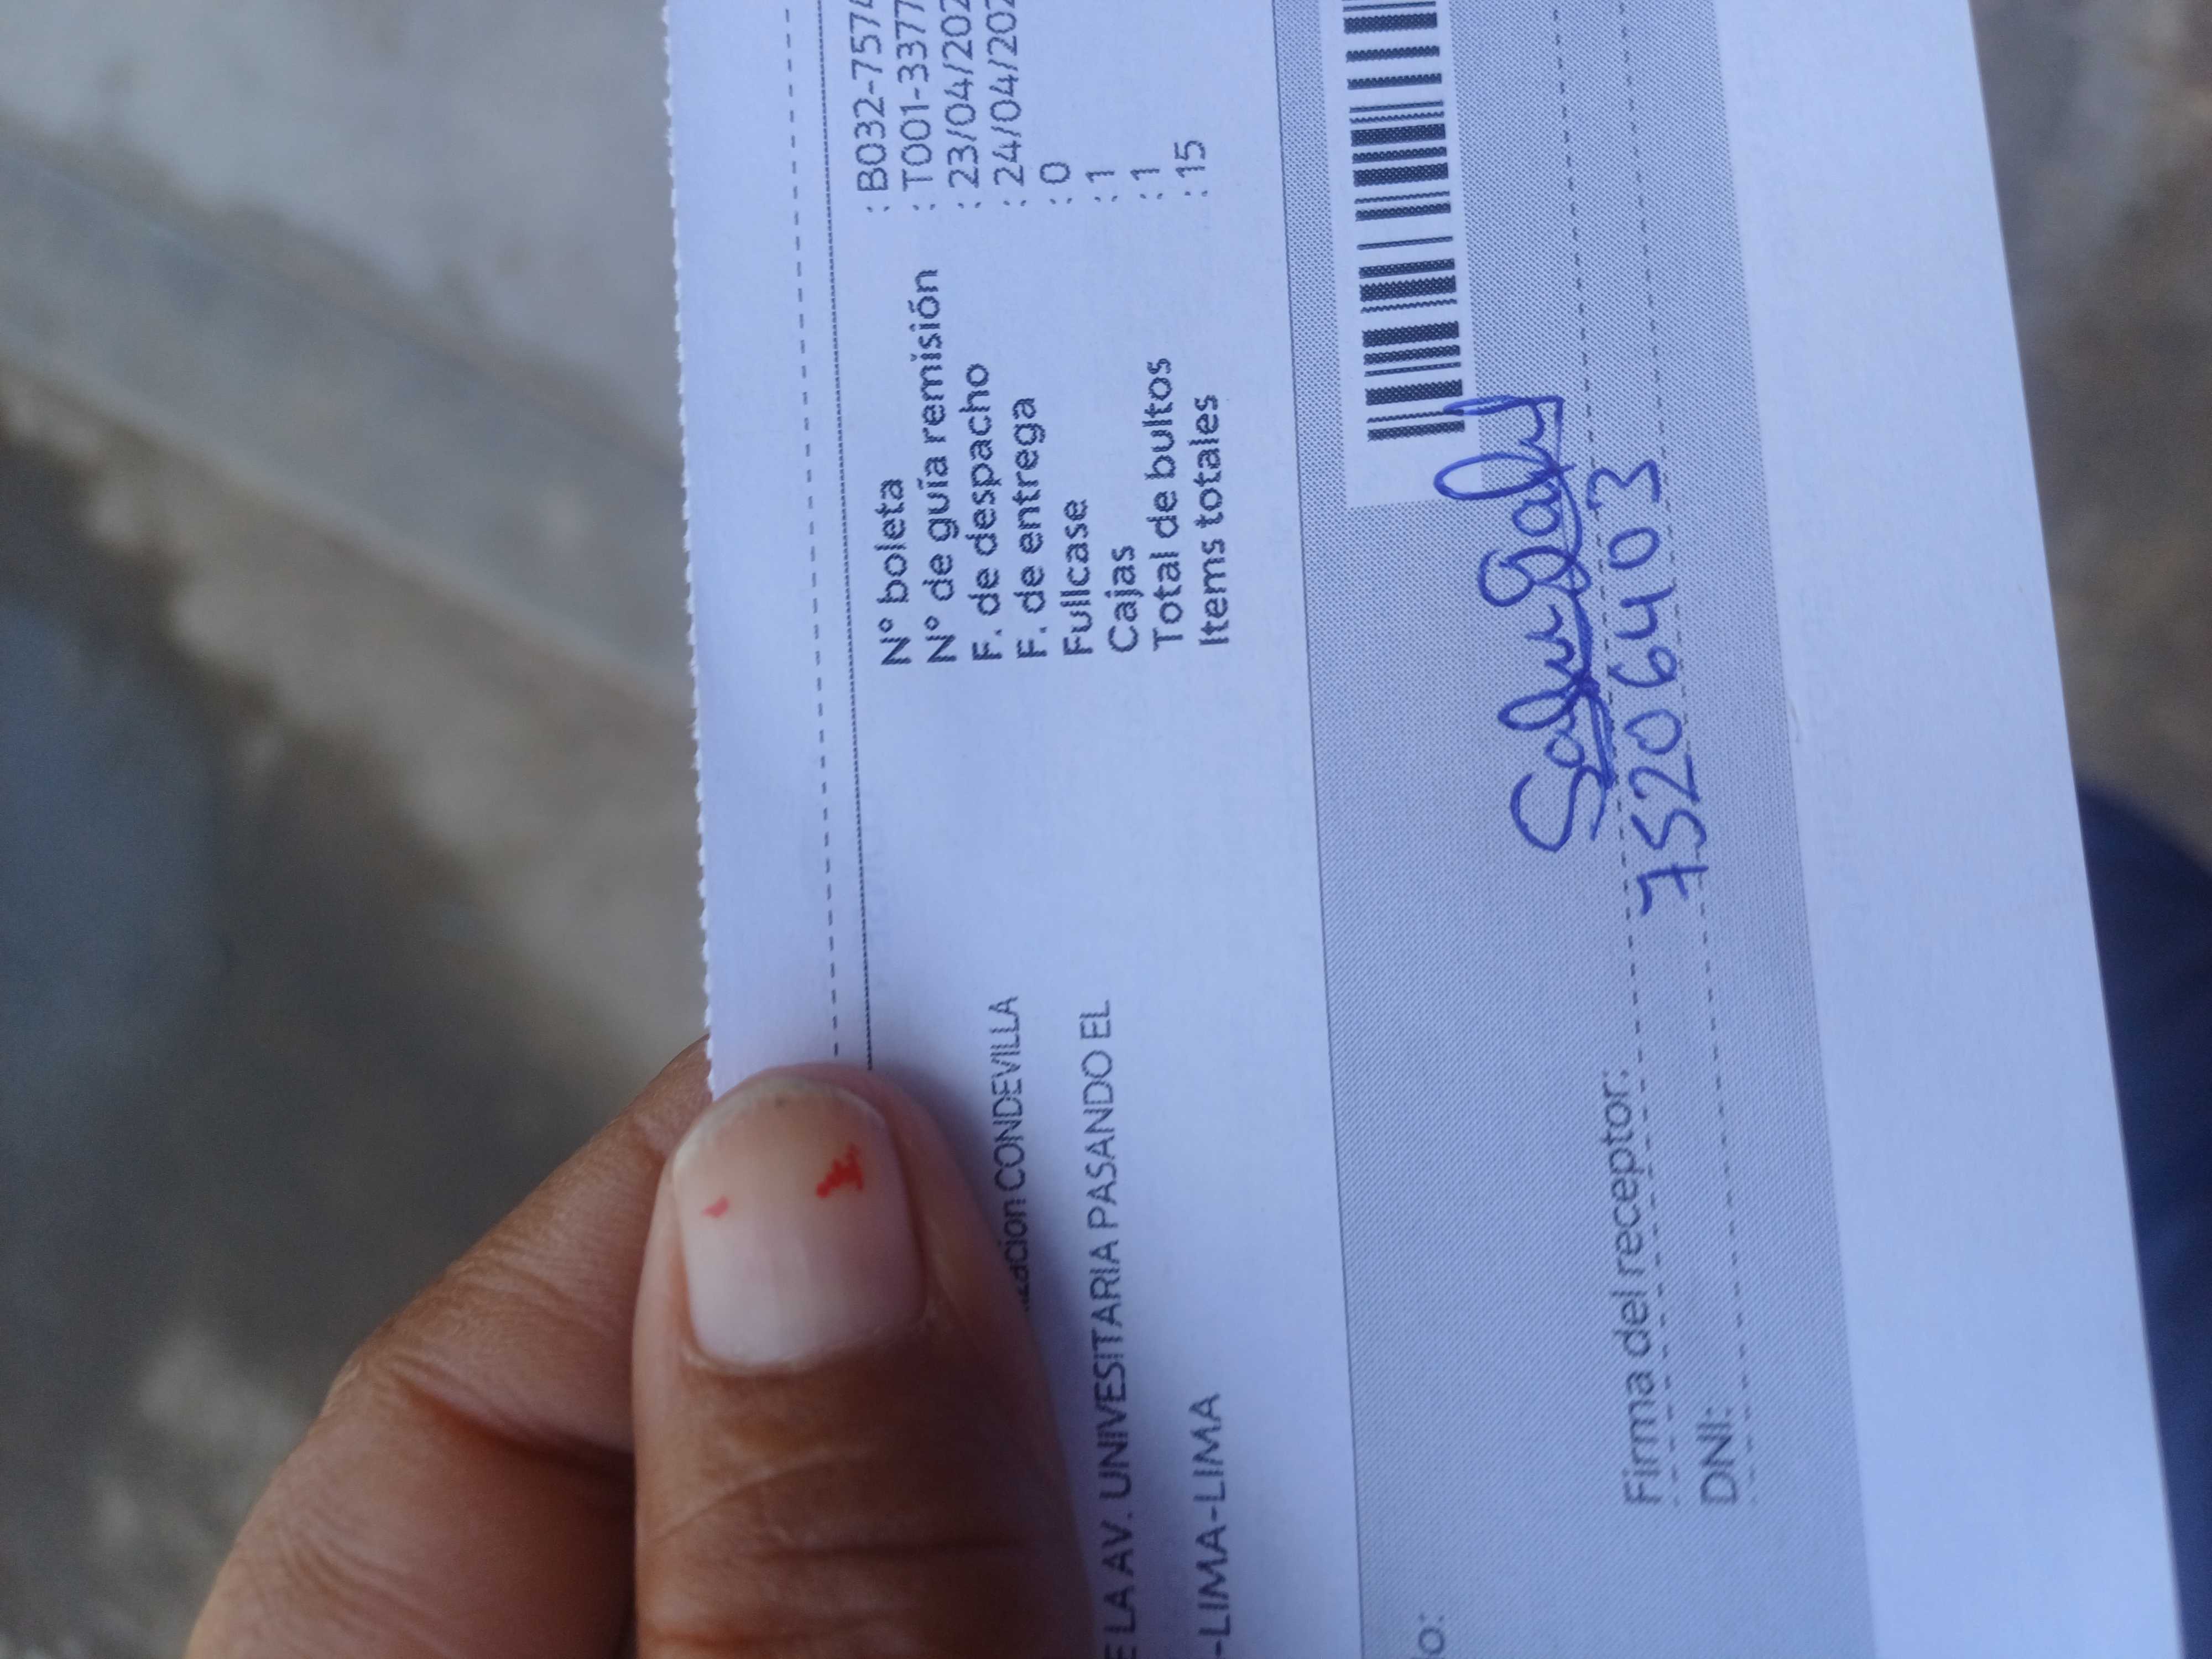 N° boleta : B032-757
N° de guía remisión : T001-3377
F. de despacho : 23/04/202
F. de entrega : 24/04/202
Fullcase : 0
Cajas : 1
Total de bultos : 1
Items totales : 15
CONDEVILLA
LA AV. UNIVESITARIA PASANDO EL
-LIMA-LIMA
Firma del receptor:
DNI: 75206403